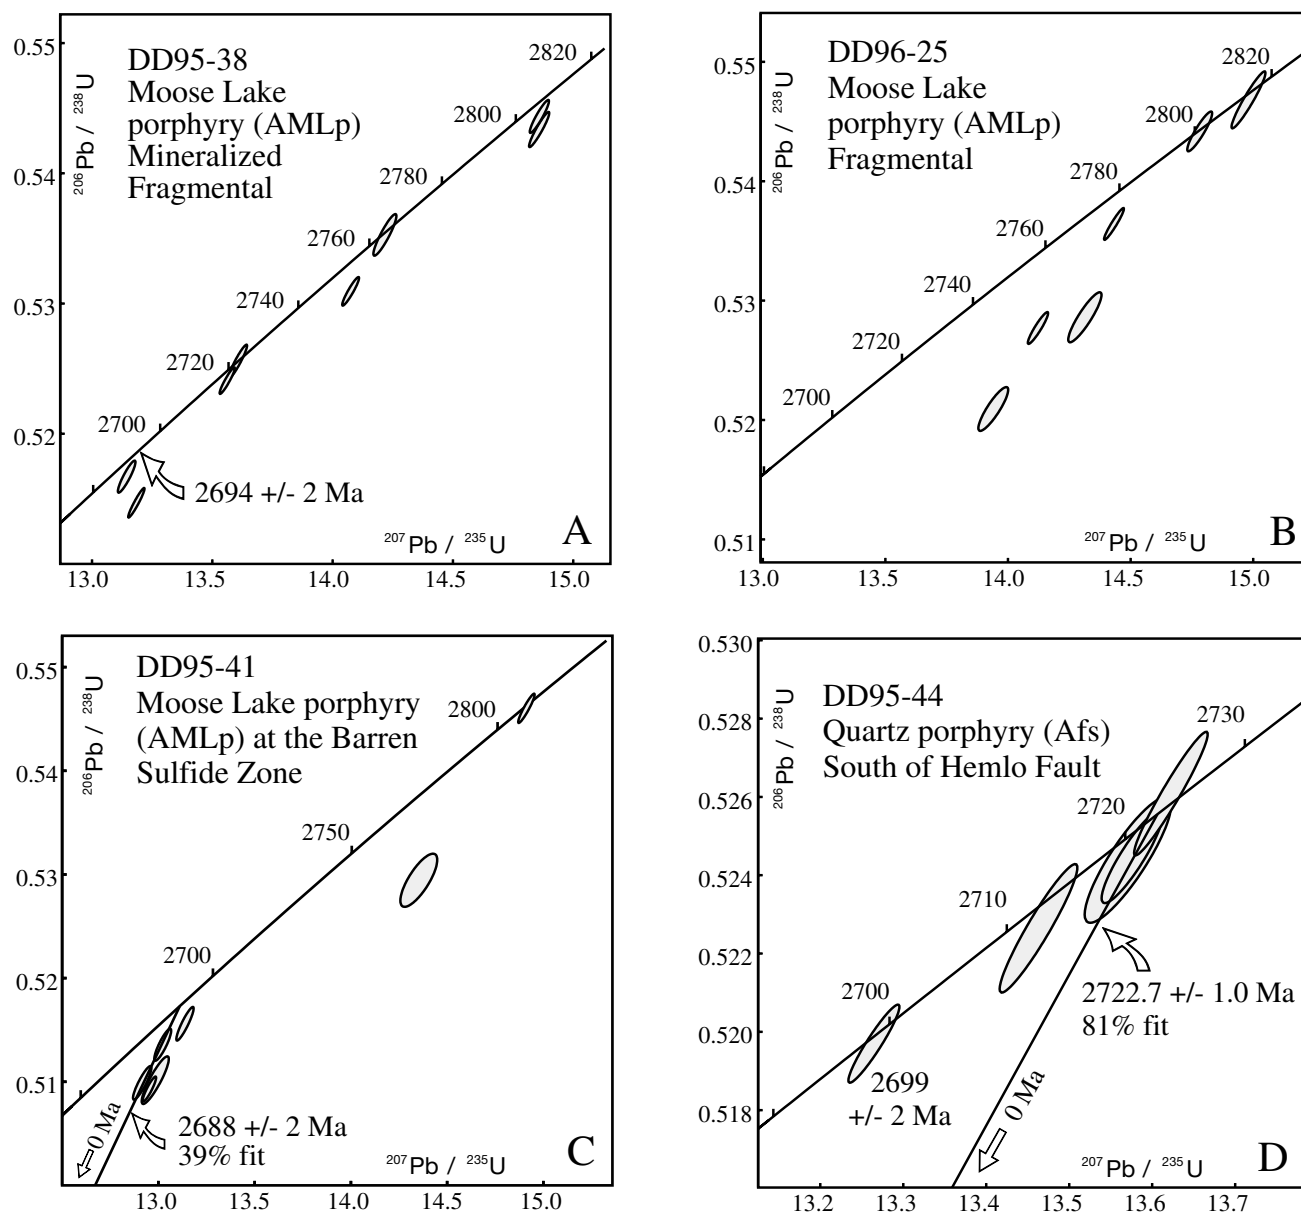 0.55
0.54
0.53
0.52
206Pb / 238U
DD95-38
Moose Lake
porphyry (AMLp)
Mineralized
Fragmental
2820
2800
2780
2760
2740
2720
2700
2694 +/- 2 Ma
207Pb / 235U
A
13.0
13.5
14.0
14.5
15.0
0.55
0.54
0.53
0.52
0.51
206Pb / 238U
DD96-25
Moose Lake
porphyry (AMLp)
Fragmental
2820
2800
2780
2760
2740
2720
2700
207Pb / 235U
B
13.0
13.5
14.0
14.5
15.0
0.55
0.54
0.53
0.52
0.51
206Pb / 238U
DD95-41
Moose Lake porphyry
(AMLp) at the Barren
Sulfide Zone
2800
2750
2700
0 Ma
2688 +/- 2 Ma
39% fit
207Pb / 235U
C
13.0
14.0
14.5
15.0
0.530
0.528
0.526
0.524
0.522
0.520
0.518
206Pb / 238U
DD95-44
Quartz porphyry (Afs)
South of Hemlo Fault
2730
2720
2710
2700
2722.7 +/- 1.0 Ma
81% fit
2699
+/- 2 Ma
0 Ma
207Pb / 235U
D
13.2
13.3
13.4
13.5
13.6
13.7